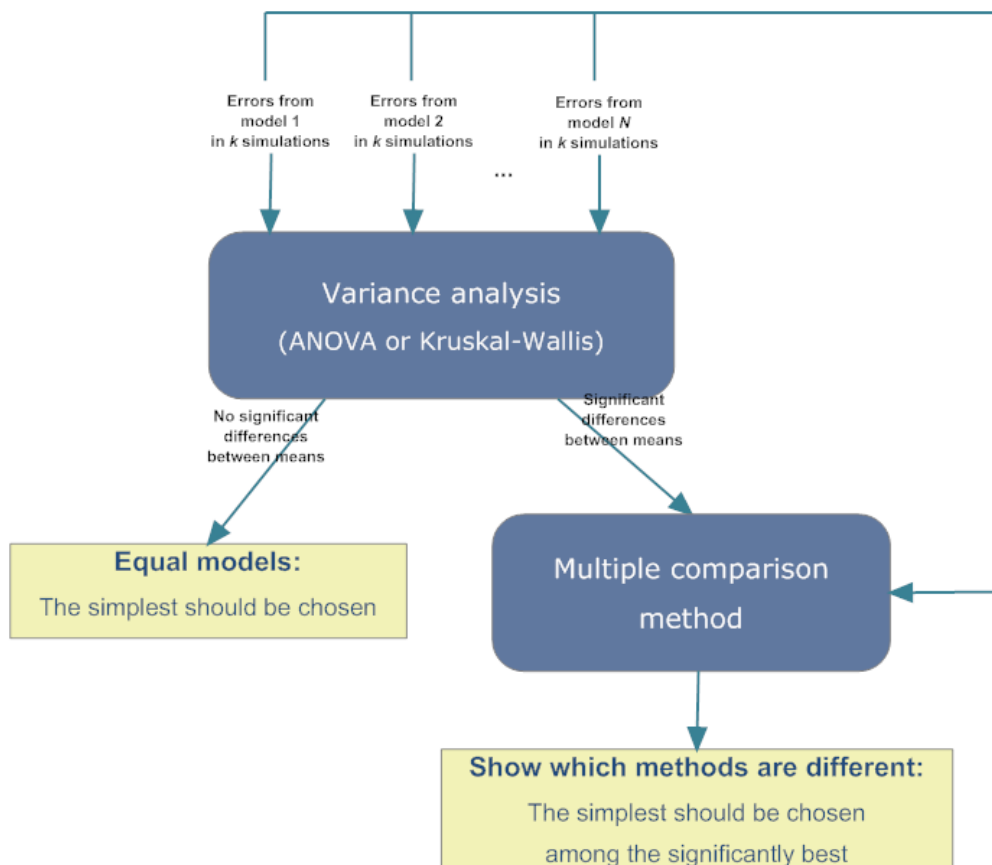 Errors from
model 1
in k simulations
Errors from
model 2
in k simulations
...
Errors from
model N
in k simulations
Variance analysis
(ANOVA or Kruskal-Wallis)
No significant
differences
between means
Significant
differences
between means
Equal models:
The simplest should be chosen
Multiple comparison
method
Show which methods are different:
The simplest should be chosen
among the significantly best